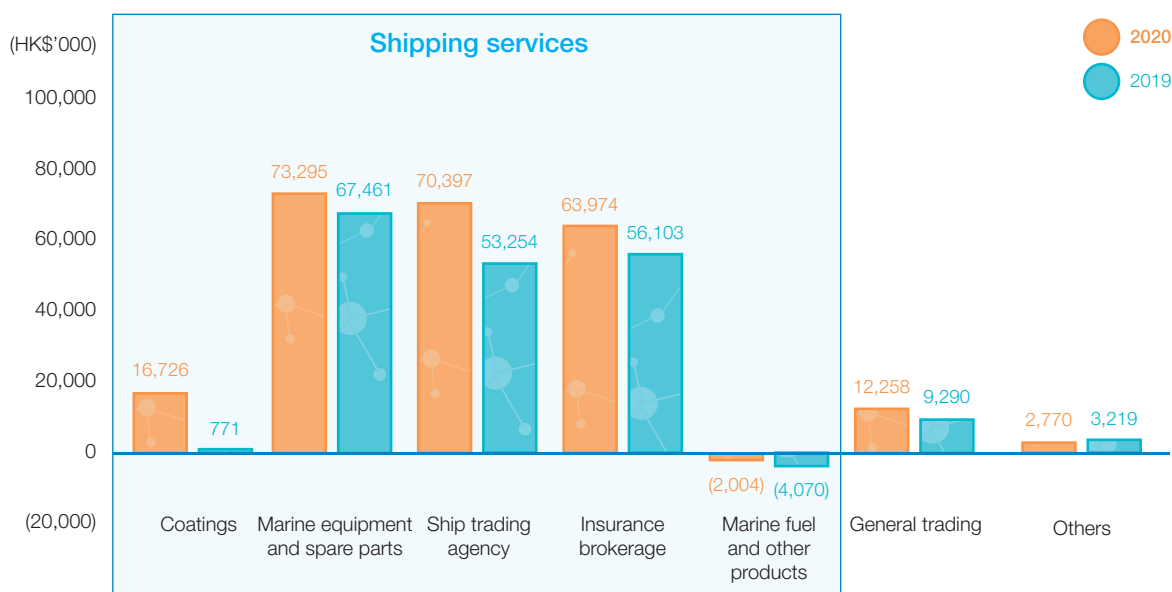 (HK$’000)
Shipping services
2020
2019
100,000
80,000
60,000
40,000
20,000
0
(20,000)
16,726
771
73,295
67,461
70,397
53,254
63,974
56,103
(2,004)
(4,070)
12,258
9,290
2,770
3,219
Coatings
Marine equipment
and spare parts
Ship trading
agency
Insurance
brokerage
Marine fuel
and other
products
General trading
Others